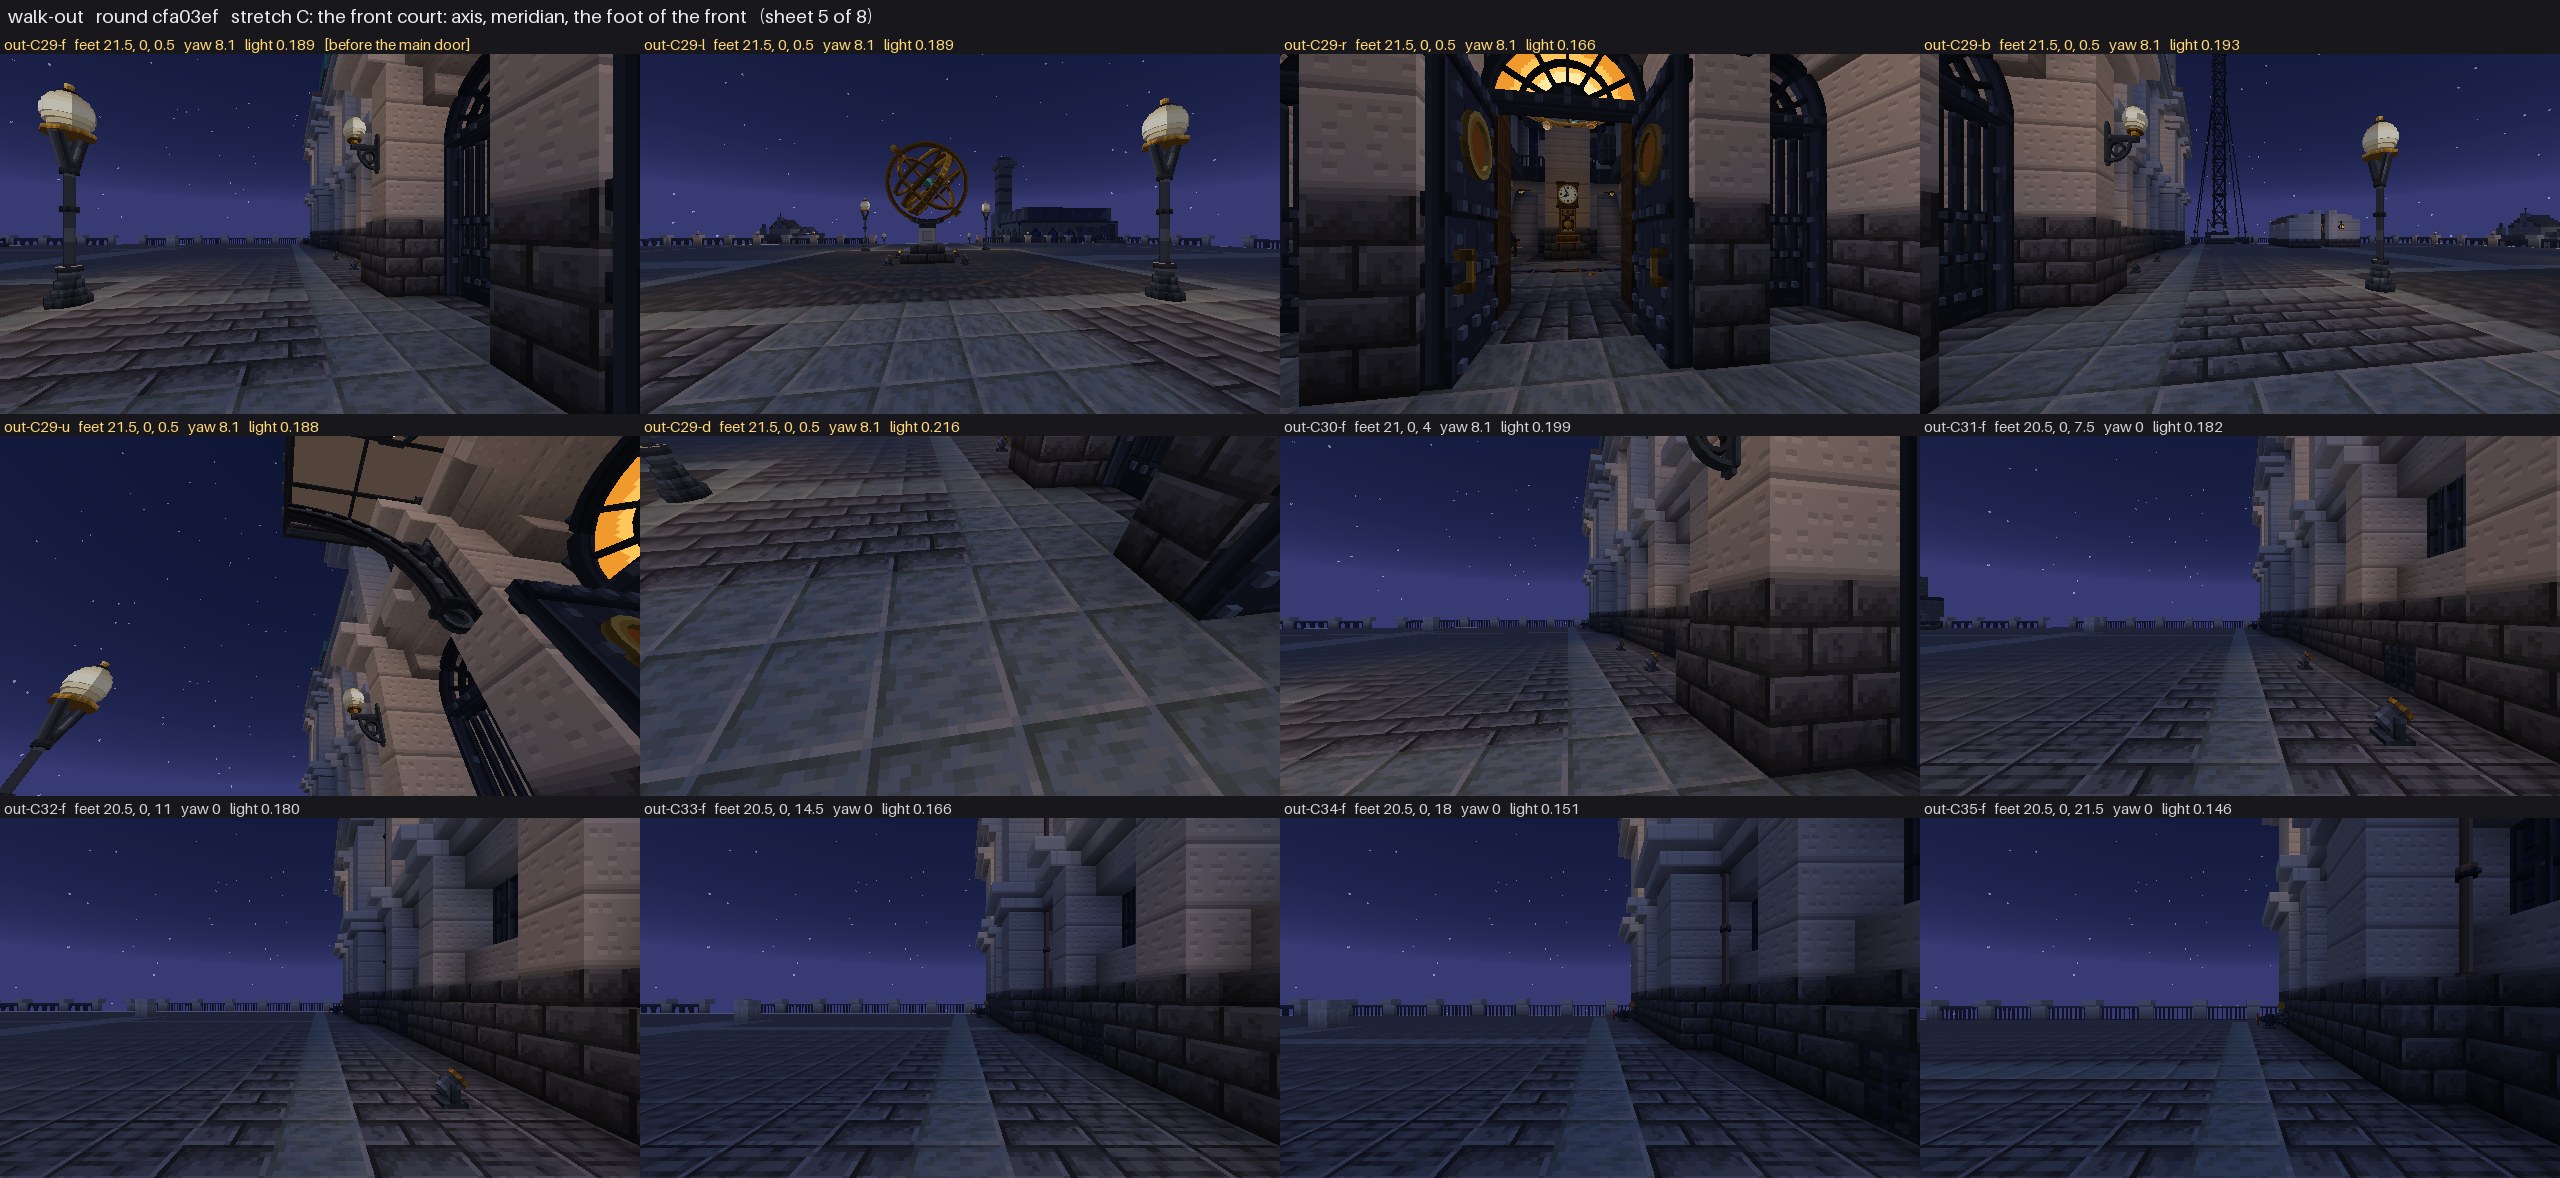 walk-out round cfa03ef stretch C: the front court: axis, meridian, the foot of the front (sheet 5 of 8)
out-C29-f feet 21.5, 0, 0.5 yaw 8.1 light 0.189 [before the main door]
out-C29-l feet 21.5, 0, 0.5 yaw 8.1 light 0.189
out-C29-r feet 21.5, 0, 0.5 yaw 8.1 light 0.166
out-C29-b feet 21.5, 0, 0.5 yaw 8.1 light 0.193
out-C29-u feet 21.5, 0, 0.5 yaw 8.1 light 0.188
out-C29-d feet 21.5, 0, 0.5 yaw 8.1 light 0.216
out-C30-f feet 21, 0, 4 yaw 8.1 light 0.199
out-C31-f feet 20.5, 0, 7.5 yaw 0 light 0.182
out-C32-f feet 20.5, 0, 11 yaw 0 light 0.180
out-C33-f feet 20.5, 0, 14.5 yaw 0 light 0.166
out-C34-f feet 20.5, 0, 18 yaw 0 light 0.151
out-C35-f feet 20.5, 0, 21.5 yaw 0 light 0.146